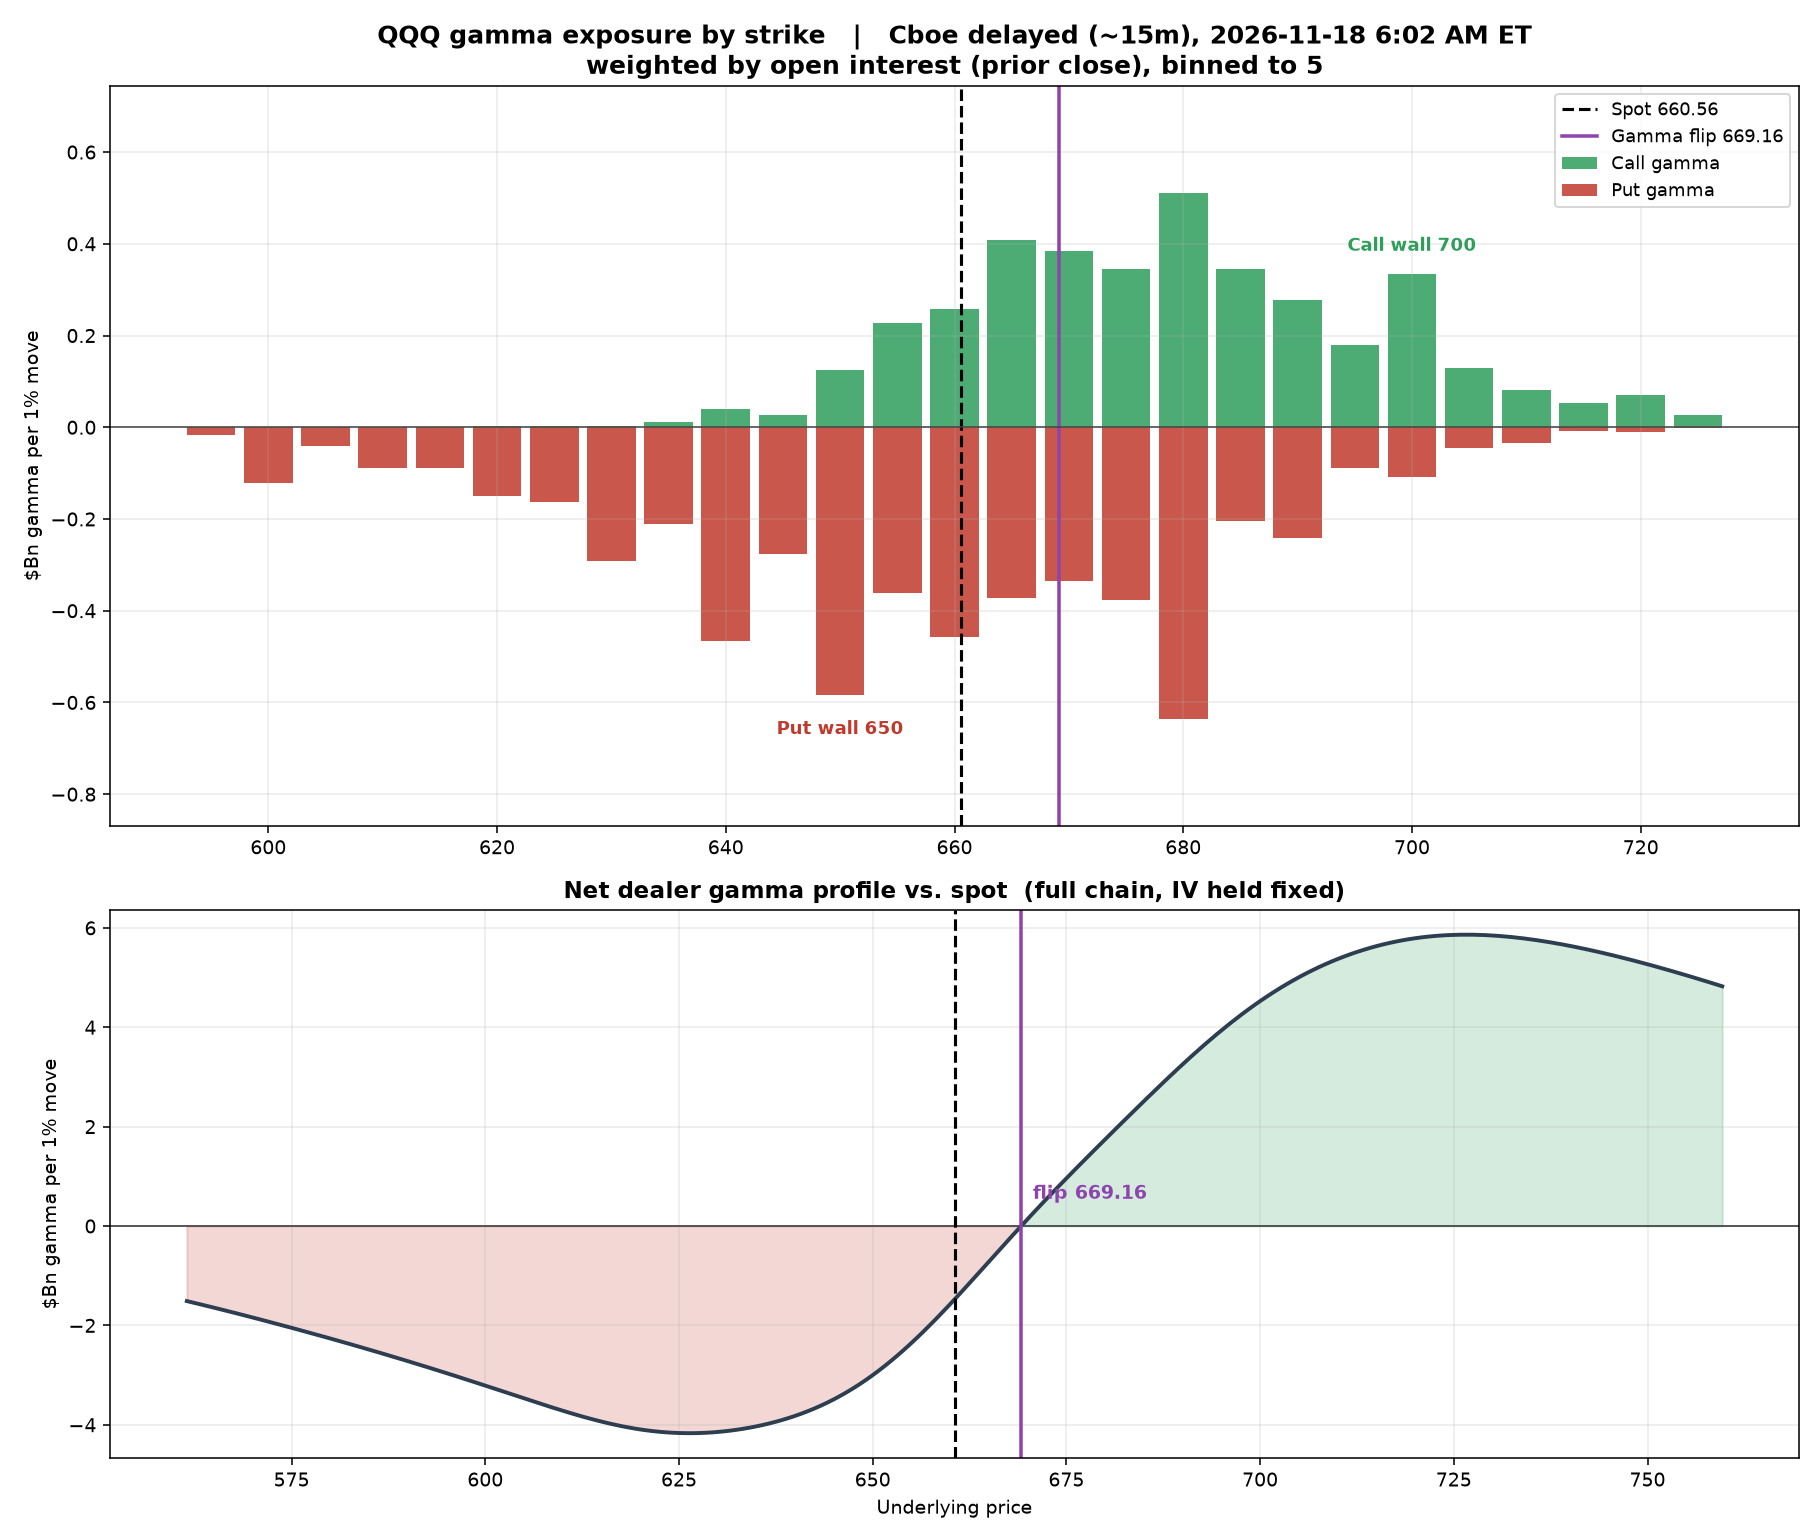 QQQ gamma exposure by strike | Cboe delayed (~15m), 2026-11-18 6:02 AM ET
weighted by open interest (prior close), binned to 5
Spot 660.56
Gamma flip 669.16
Call gamma
Put gamma
Call wall 700
Put wall 650
$Bn gamma per 1% move
0.6
0.4
0.2
0.0
−0.2
−0.4
−0.6
−0.8
600 620 640 660 680 700 720
Net dealer gamma profile vs. spot (full chain, IV held fixed)
$Bn gamma per 1% move
6
4
2
0
−2
−4
flip 669.16
575 600 625 650 675 700 725 750
Underlying price